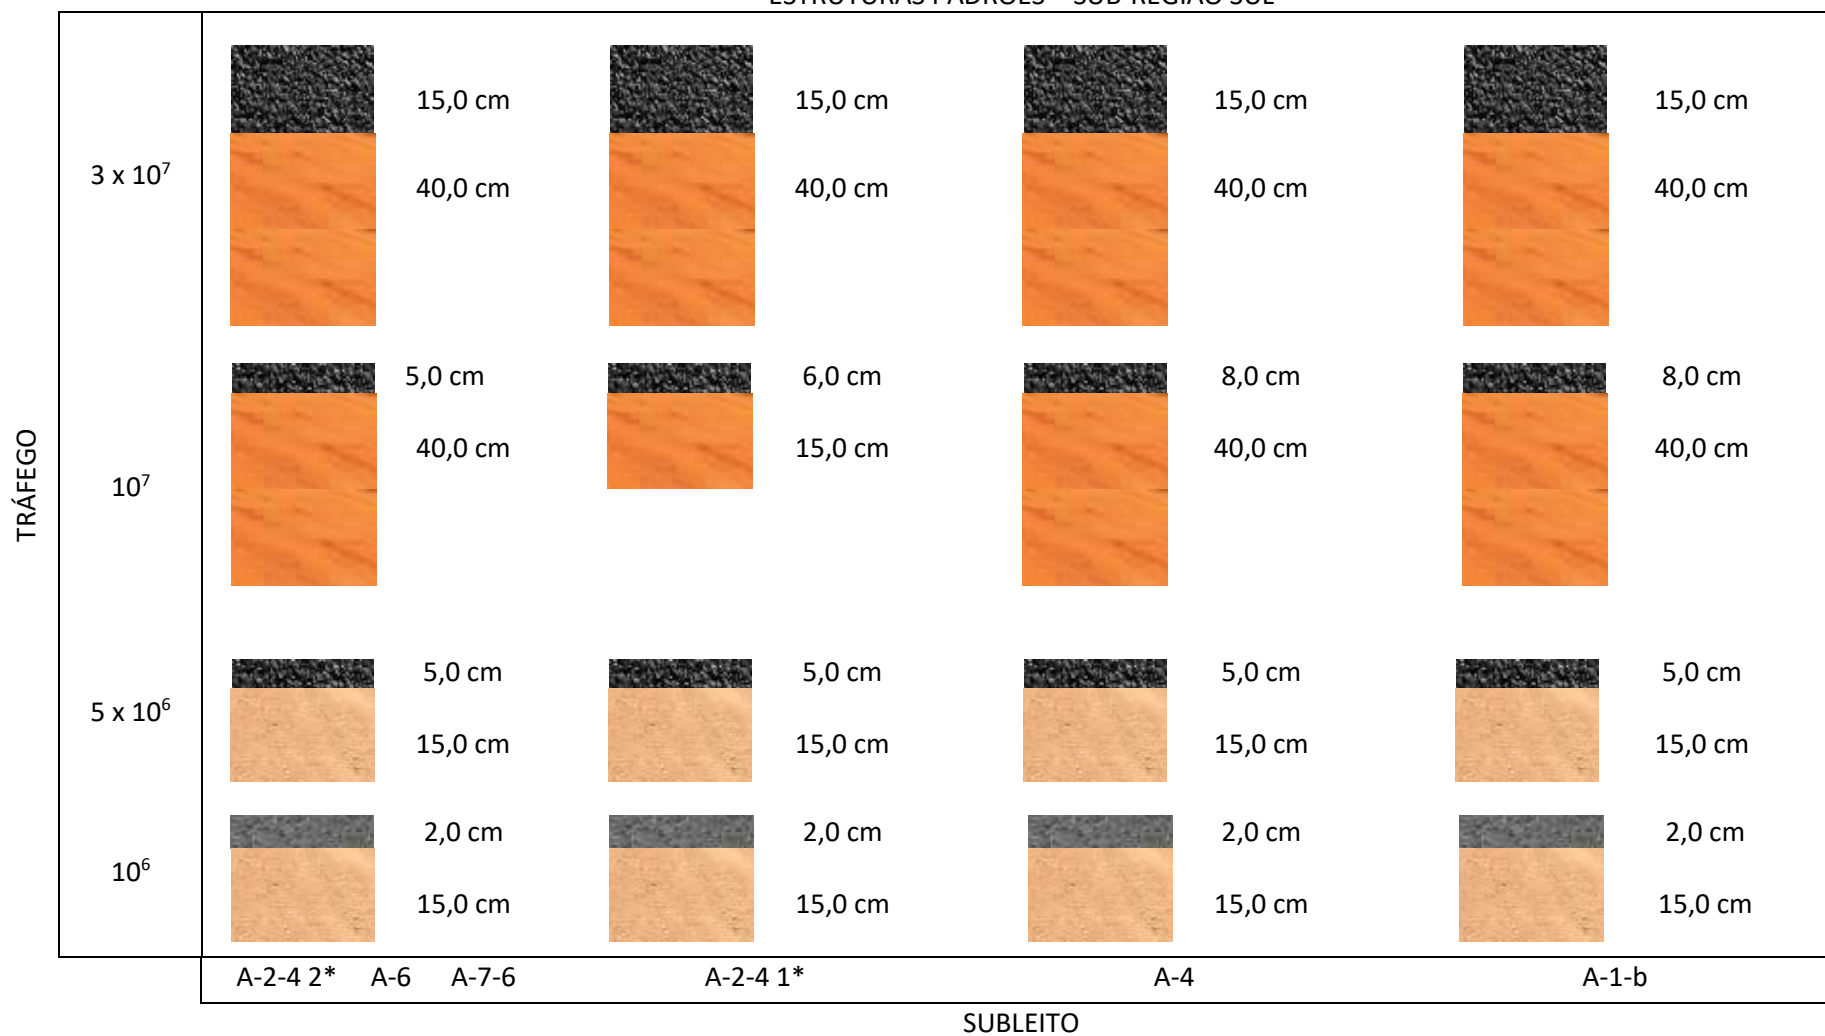 15,0 cm 15,0 cm 15,0 cm 15,0 cm
3 x 10⁷ 40,0 cm 40,0 cm 40,0 cm 40,0 cm
5,0 cm 6,0 cm 8,0 cm 8,0 cm
40,0 cm 15,0 cm 40,0 cm 40,0 cm
TRÁFEGO
10⁷
5,0 cm 5,0 cm 5,0 cm 5,0 cm
5 x 10⁶
15,0 cm 15,0 cm 15,0 cm 15,0 cm
2,0 cm 2,0 cm 2,0 cm 2,0 cm
10⁶
15,0 cm 15,0 cm 15,0 cm 15,0 cm
A-2-4 2* A-6 A-7-6 A-2-4 1* A-4 A-1-b
SUBLEITO